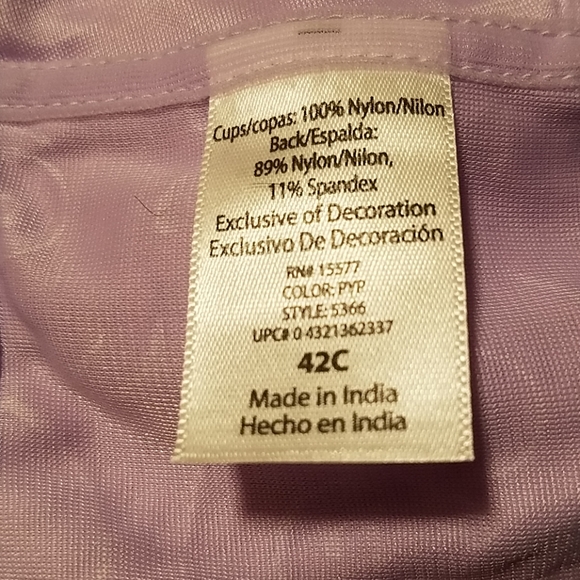 Cups/copas: 100% Nylon/Nilon
Back/Espalda:
89% Nylon/Nilon,
11% Spandex
Exclusive of Decoration
Exclusivo De Decoración
RN# 15577
COLOR: PYP
STYLE: 5366
UPC# 0 4321362337
42C
Made in India
Hecho en India